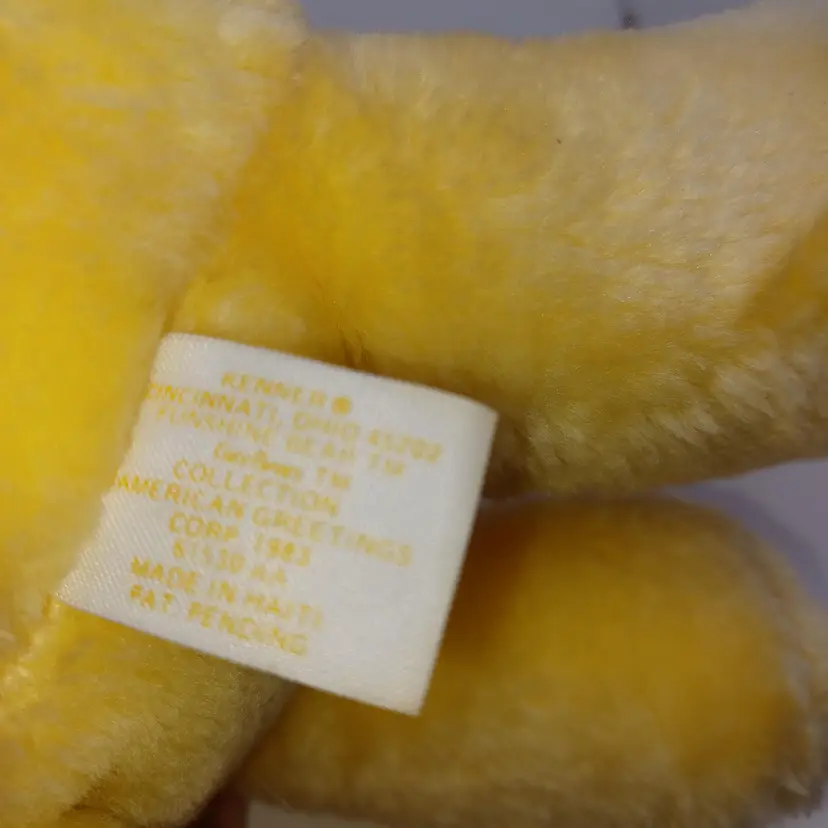 KENNER®
CINCINNATI, OHIO 45202
FUNSHINE BEAR TM
Care Bears TM
COLLECTION
AMERICAN GREETINGS
CORP. 1983
61530 AA
MADE IN HAITI
PAT. PENDING